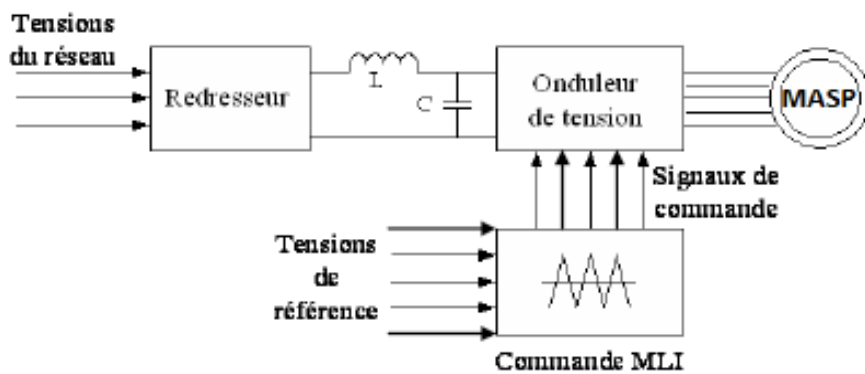 Tensions
du réseau
Redresseur
L
C
Onduleur
de tension
MASP
Signaux de
commande
Tensions
de
référence
Commande MLI